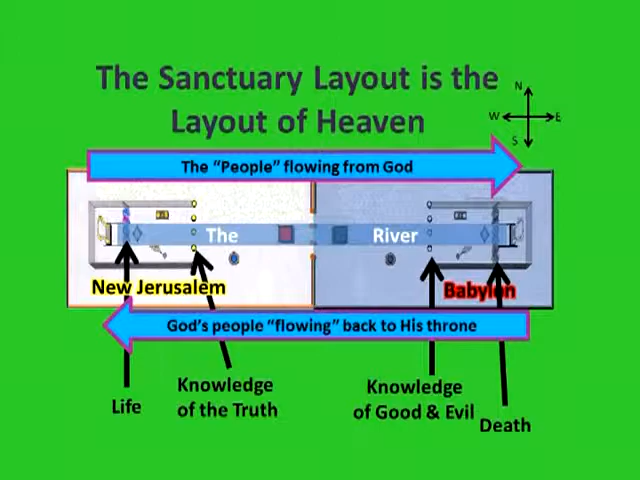 The Sanctuary Layout is the
Layout of Heaven
N
W
E
S
The “People” flowing from God
The River
New Jerusalem
Babylon
God's people “flowing” back to His throne
Life
Knowledge
of the Truth
Knowledge
of Good & Evil
Death